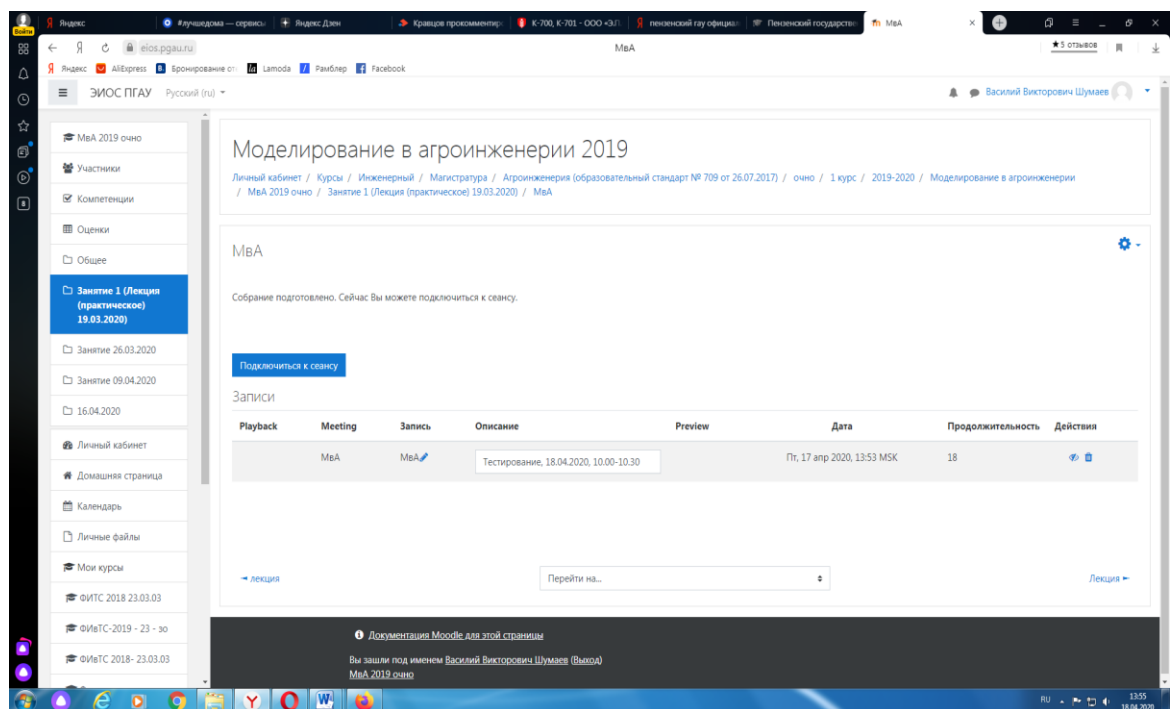 Войти
Яндекс
#лучшедома — сервисы
Яндекс Дзен
Кравцов прокомментиро
К-700, К-701 - ООО «З.П.
пензенский гау официал
Пензенский государстве
МвА
eios.pgau.ru
МвА
★5 отзывов
Яндекс
AliExpress
Бронирование от
Lamoda
Рамблер
Facebook
ЭИОС ПГАУ
Русский (ru)
Василий Викторович Шумаев
МвА 2019 очно
Участники
Компетенции
Оценки
Общее
Занятие 1 (Лекция
(практическое)
19.03.2020)
Занятие 26.03.2020
Занятие 09.04.2020
16.04.2020
Личный кабинет
Домашняя страница
Календарь
Личные файлы
Мои курсы
ФИТС 2018 23.03.03
ФИвТС-2019 - 23 - зо
ФИвТС 2018- 23.03.03
Моделирование в агроинженерии 2019
Личный кабинет / Курсы / Инженерный / Магистратура / Агроинженерия (образовательный стандарт № 709 от 26.07.2017) / очно / 1 курс / 2019-2020 / Моделирование в агроинженерии
/ МвА 2019 очно / Занятие 1 (Лекция (практическое) 19.03.2020) / МвА
МвА
Собрание подготовлено. Сейчас Вы можете подключиться к сеансу.
Подключиться к сеансу
Записи
Playback Meeting Запись Описание Preview Дата Продолжительность Действия
МвА МвА Тестирование, 18.04.2020, 10.00-10.30 Пт, 17 апр 2020, 13:53 MSK 18
◄ лекция
Перейти на...
Лекция ►
Документация Moodle для этой страницы
Вы зашли под именем Василий Викторович Шумаев (Выход)
МвА 2019 очно
RU
13:55
18.04.2020